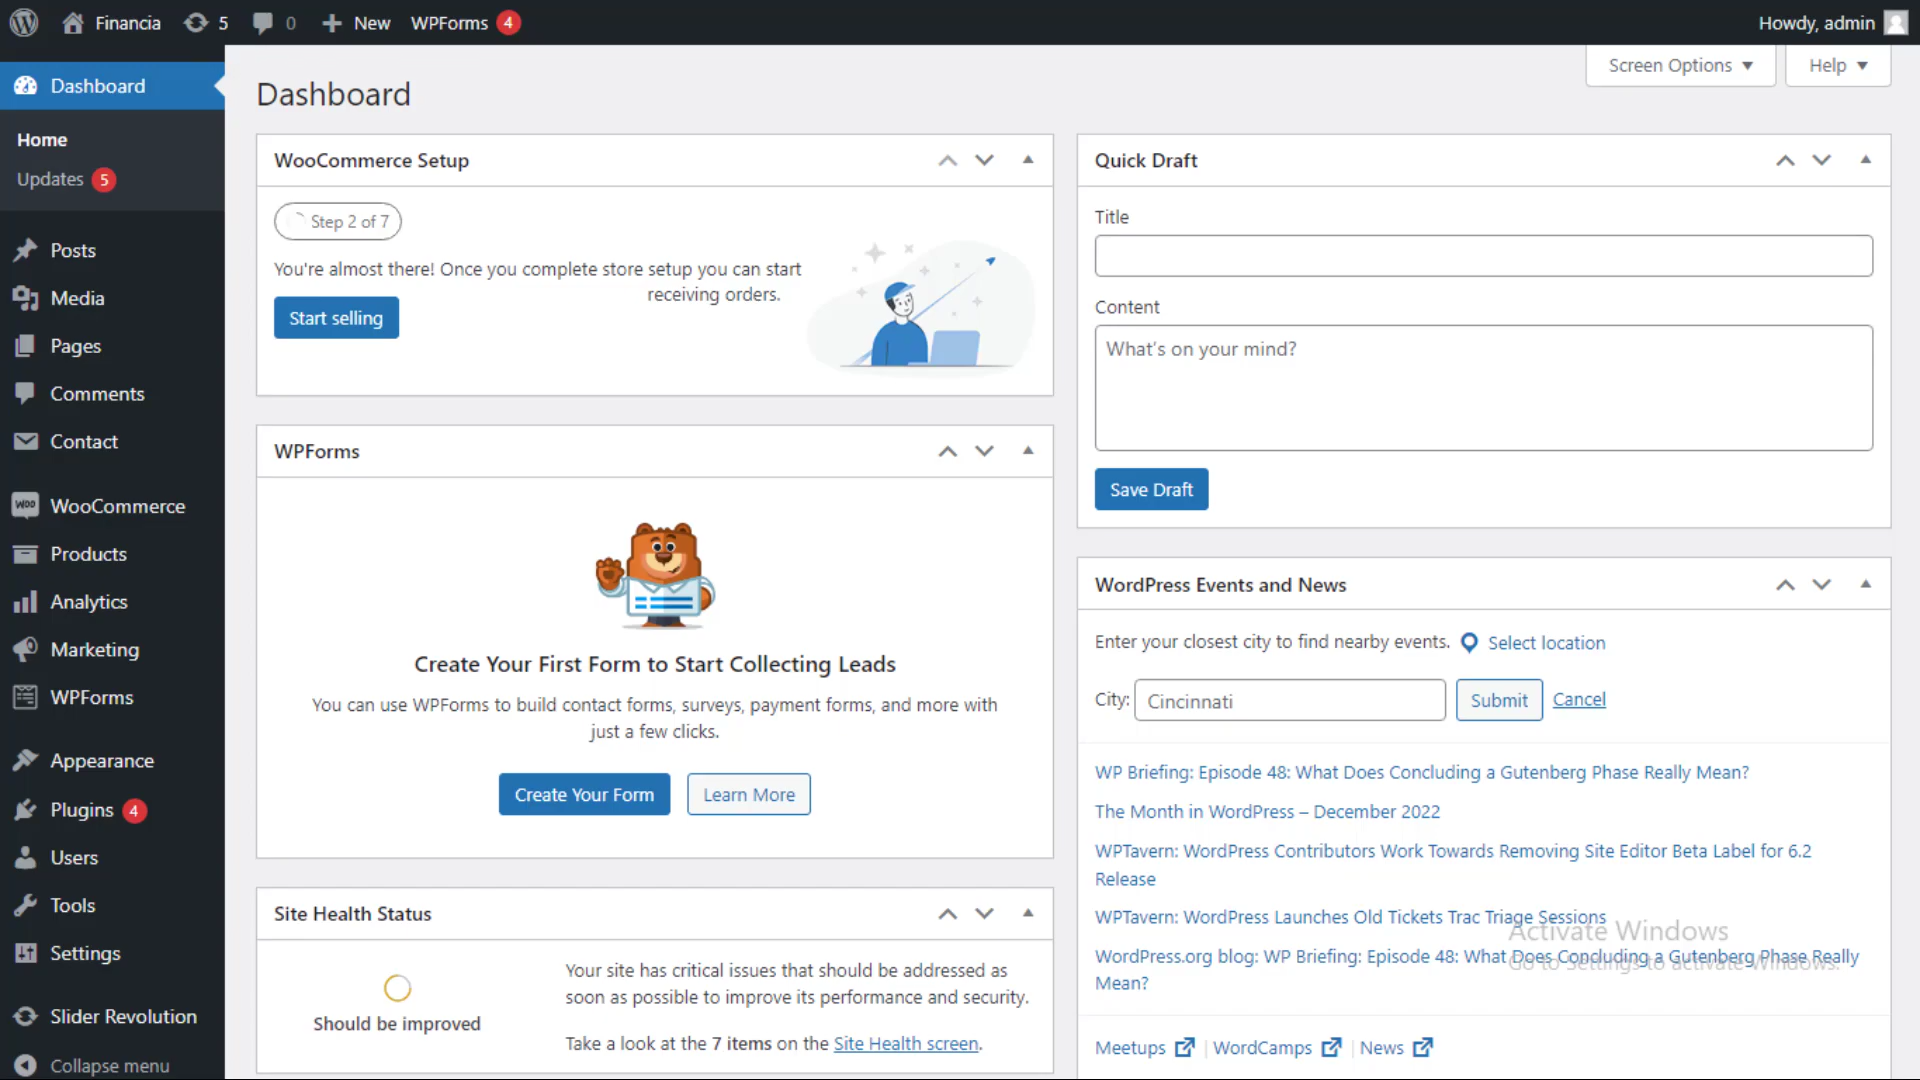 Financia
5
0
New
WPForms 4
Howdy, admin
Dashboard
Home
Updates 5
Posts
Media
Pages
Comments
Contact
WooCommerce
Products
Analytics
Marketing
WPForms
Appearance
Plugins 4
Users
Tools
Settings
Slider Revolution
Collapse menu
Screen Options
Help
Dashboard
WooCommerce Setup
Step 2 of 7
You're almost there! Once you complete store setup you can start
receiving orders.
Start selling
WPForms
Create Your First Form to Start Collecting Leads
You can use WPForms to build contact forms, surveys, payment forms, and more with
just a few clicks.
Create Your Form
Learn More
Site Health Status
Should be improved
Your site has critical issues that should be addressed as
soon as possible to improve its performance and security.
Take a look at the 7 items on the Site Health screen.
Quick Draft
Title
Content
What's on your mind?
Save Draft
WordPress Events and News
Enter your closest city to find nearby events. Select location
City: Cincinnati Submit Cancel
WP Briefing: Episode 48: What Does Concluding a Gutenberg Phase Really Mean?
The Month in WordPress – December 2022
WPTavern: WordPress Contributors Work Towards Removing Site Editor Beta Label for 6.2
Release
WPTavern: WordPress Launches Old Tickets Trac Triage Sessions
WordPress.org blog: WP Briefing: Episode 48: What Does Concluding a Gutenberg Phase Really
Mean?
Meetups | WordCamps | News
Activate Windows
Go to Settings to activate Windows.